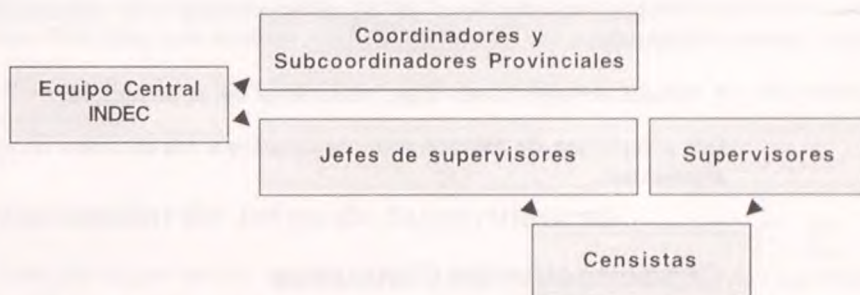 Coordinadores y
Subcoordinadores Provinciales
Equipo Central
INDEC
Jefes de supervisores
Supervisores
Censistas